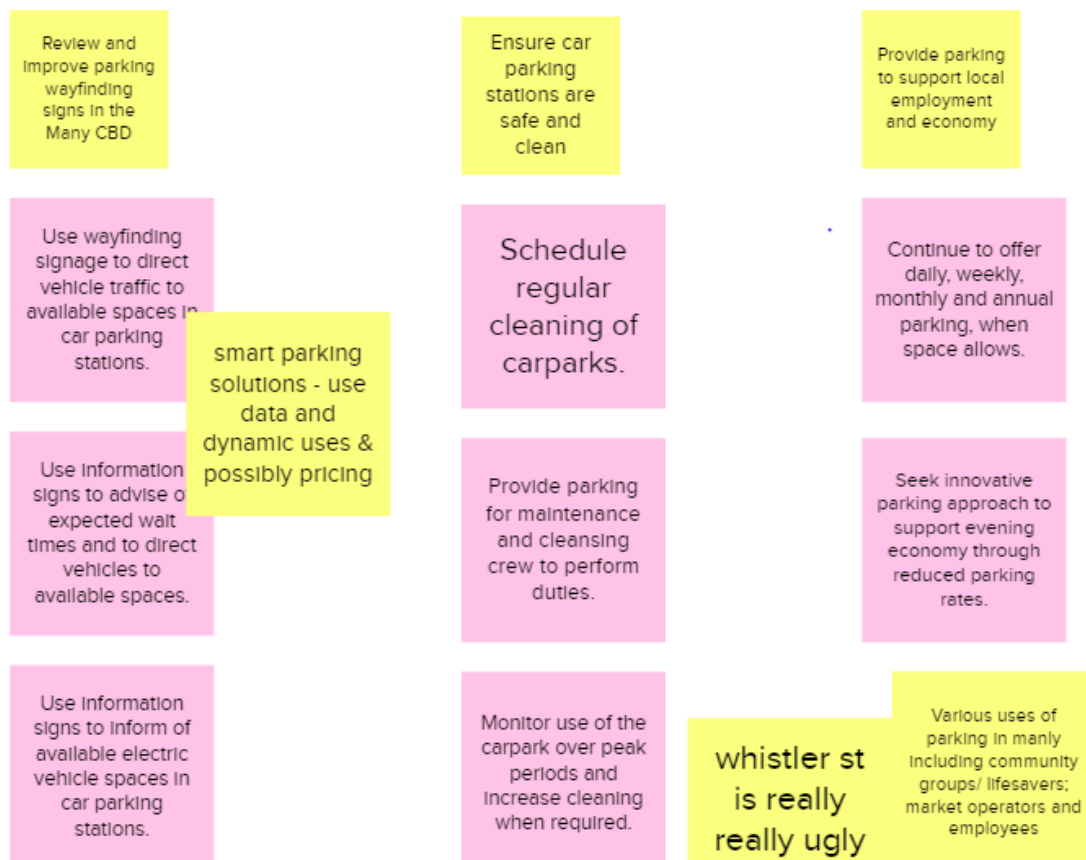 Review and
improve parking
wayfinding
signs in the
Many CBD
Use wayfinding
signage to direct
vehicle traffic to
available spaces in
car parking
stations.
smart parking
solutions - use
data and
dynamic uses &
possibly pricing
Use information
signs to advise of
expected wait
times and to direct
vehicles to
available spaces.
Use information
signs to inform of
available electric
vehicle spaces in
car parking
stations.
Ensure car
parking
stations are
safe and
clean
Schedule
regular
cleaning of
carparks.
Provide parking
for maintenance
and cleansing
crew to perform
duties.
Monitor use of the
carpark over peak
periods and
increase cleaning
when required.
whistler st
is really
really ugly
Provide parking
to support local
employment
and economy
Continue to offer
daily, weekly,
monthly and annual
parking, when
space allows.
Seek innovative
parking approach to
support evening
economy through
reduced parking
rates.
Various uses of
parking in manly
including community
groups/ lifesavers;
market operators and
employees